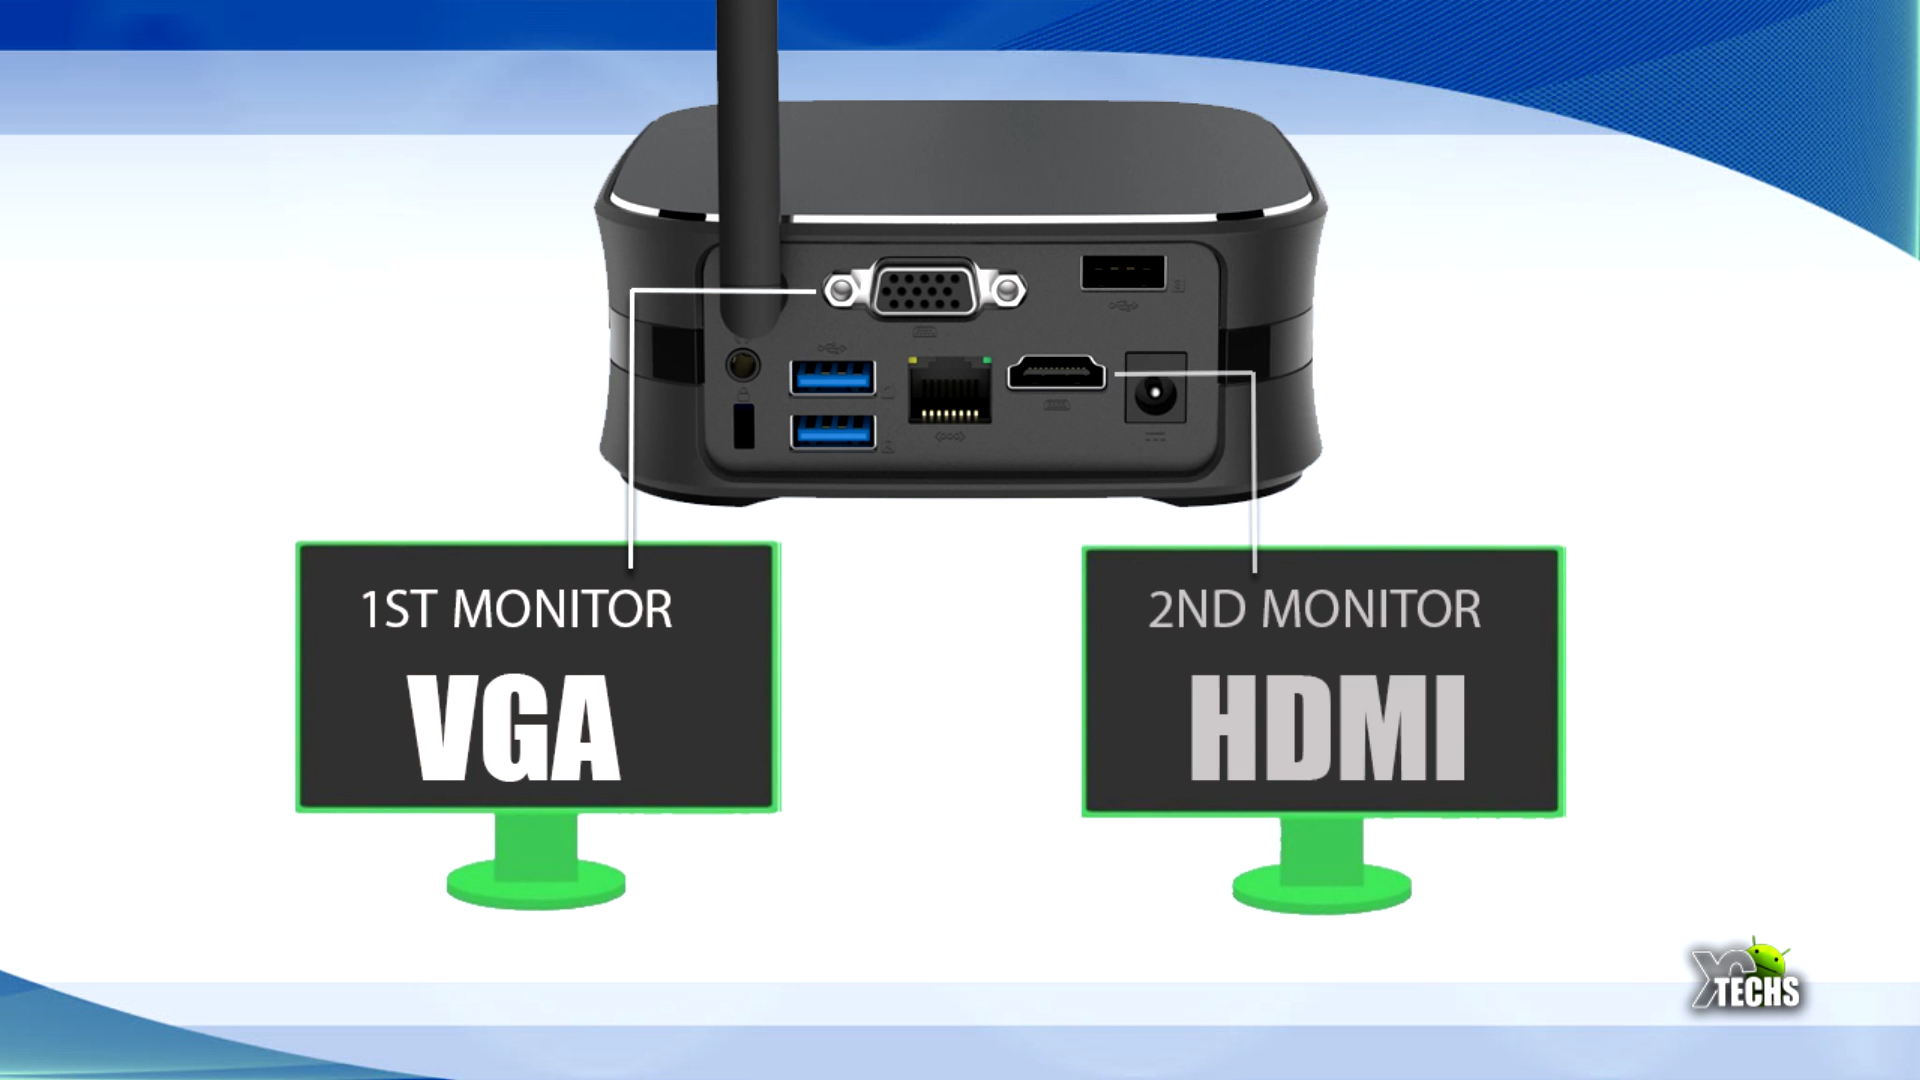 1ST MONITOR
VGA
2ND MONITOR
HDMI
TECHS